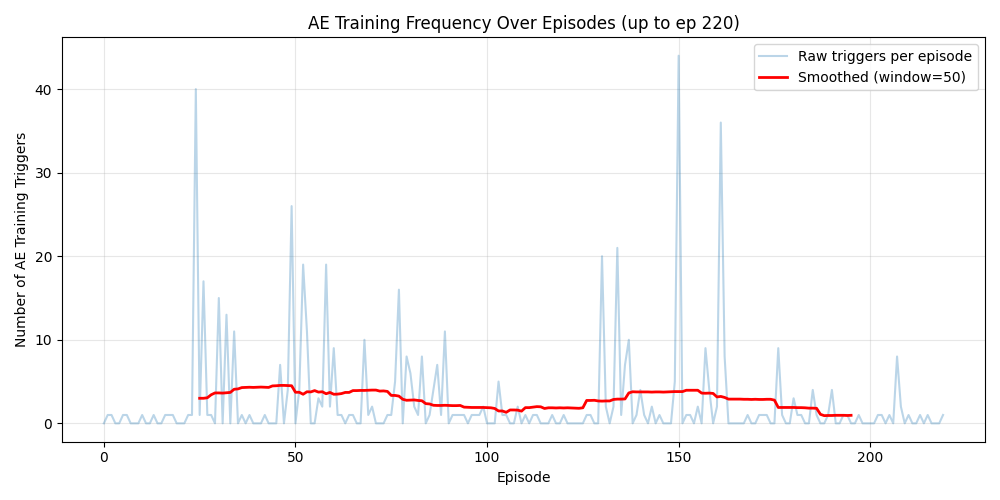 AE Training Frequency Over Episodes (up to ep 220)
Raw triggers per episode
Smoothed (window=50)
Number of AE Training Triggers
40
30
20
10
0
0
50
100
150
200
Episode